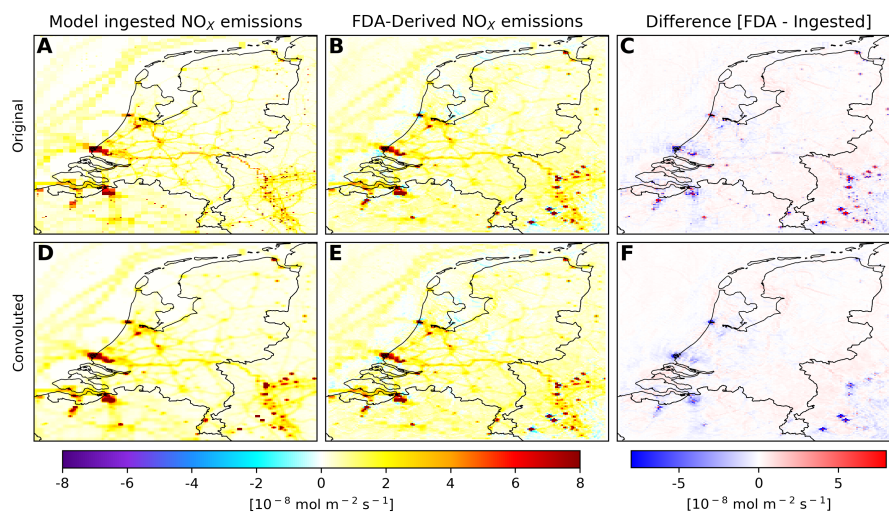 Model ingested NOX emissions
FDA-Derived NOX emissions
Difference [FDA - Ingested]
Original
A
B
C
Convoluted
D
E
F
-8 -6 -4 -2 0 2 4 6 8
[10⁻⁸ mol m⁻² s⁻¹]
-5 0 5
[10⁻⁸ mol m⁻² s⁻¹]